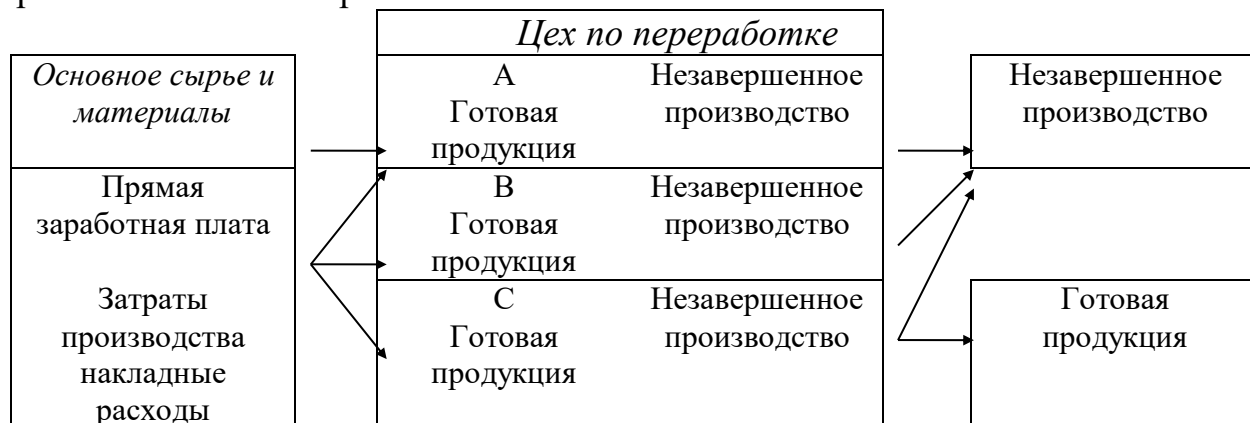 Цех по переработке
Основное сырье и
материалы
А
Готовая
продукция
Незавершенное
производство
Незавершенное
производство
Прямая
заработная плата
В
Готовая
продукция
Незавершенное
производство
Затраты
производства
накладные
расходы
С
Готовая
продукция
Незавершенное
производство
Готовая
продукция